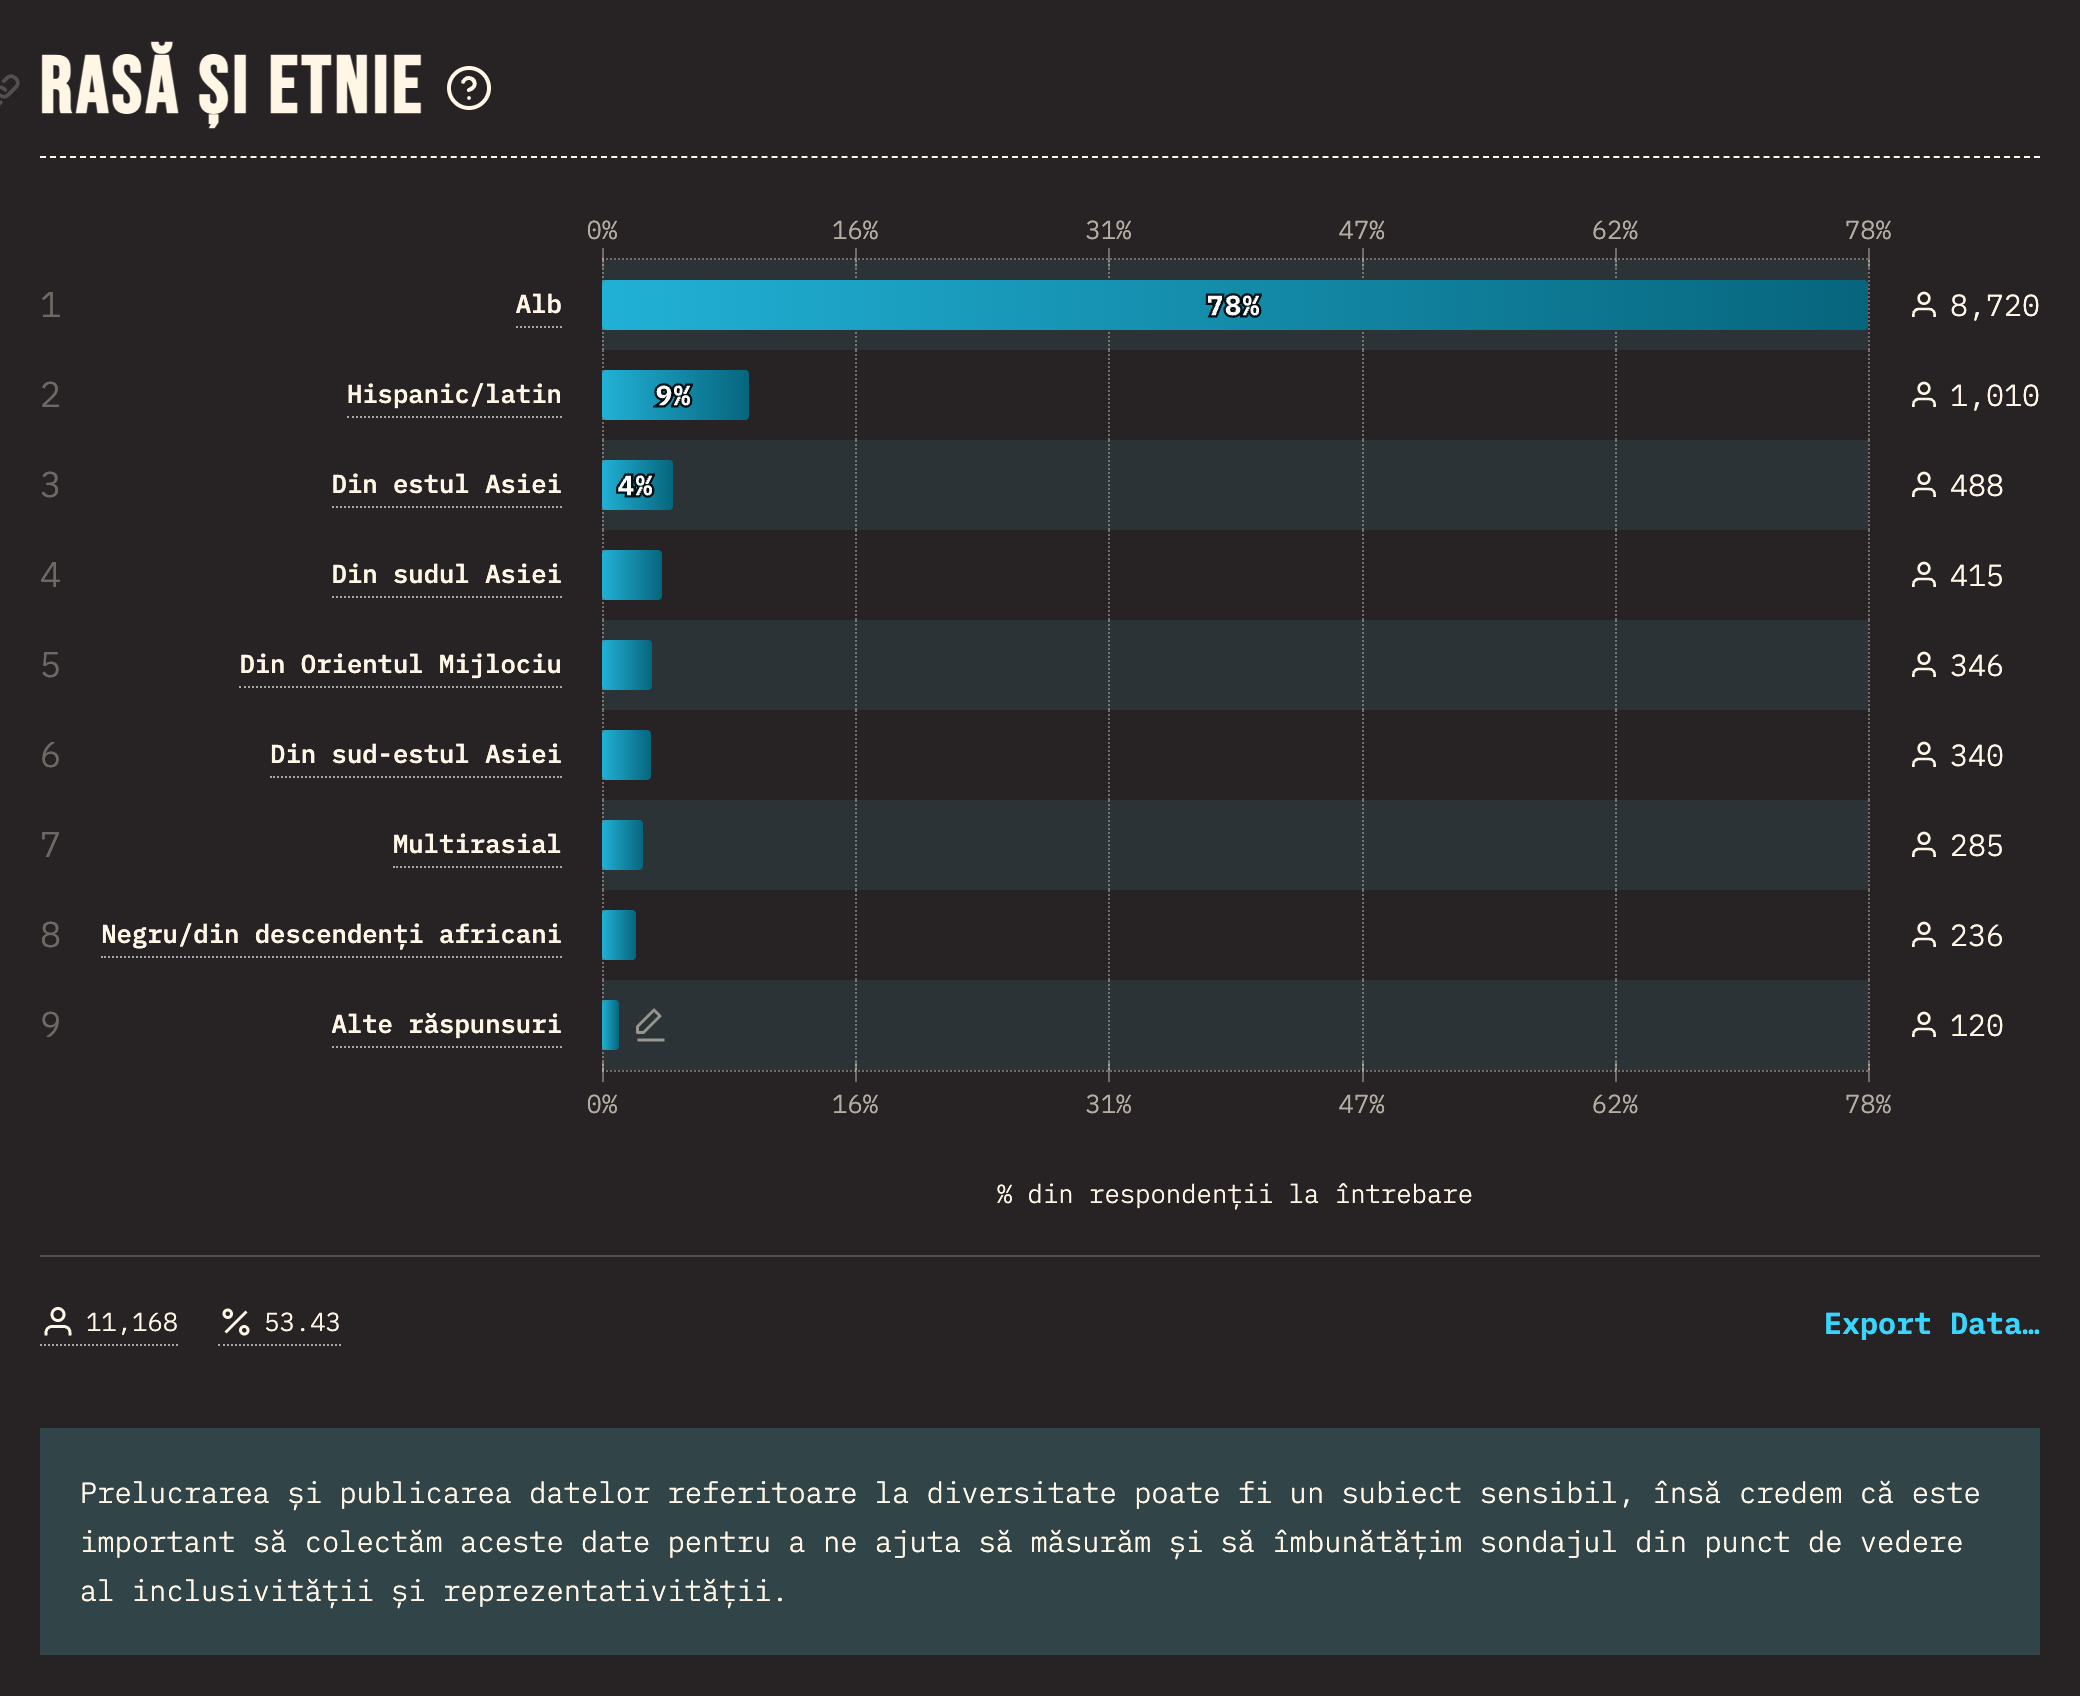 RASĂ ȘI ETNIE
0% 16% 31% 47% 62% 78%
1 Alb 78% 8,720
2 Hispanic/latin 9% 1,010
3 Din estul Asiei 4% 488
4 Din sudul Asiei 415
5 Din Orientul Mijlociu 346
6 Din sud-estul Asiei 340
7 Multirasial 285
8 Negru/din descendenți africani 236
9 Alte răspunsuri 120
0% 16% 31% 47% 62% 78%
% din respondenții la întrebare
11,168 % 53.43 Export Data…
Prelucrarea și publicarea datelor referitoare la diversitate poate fi un subiect sensibil, însă credem că este
important să colectăm aceste date pentru a ne ajuta să măsurăm și să îmbunătățim sondajul din punct de vedere
al inclusivității și reprezentativității.